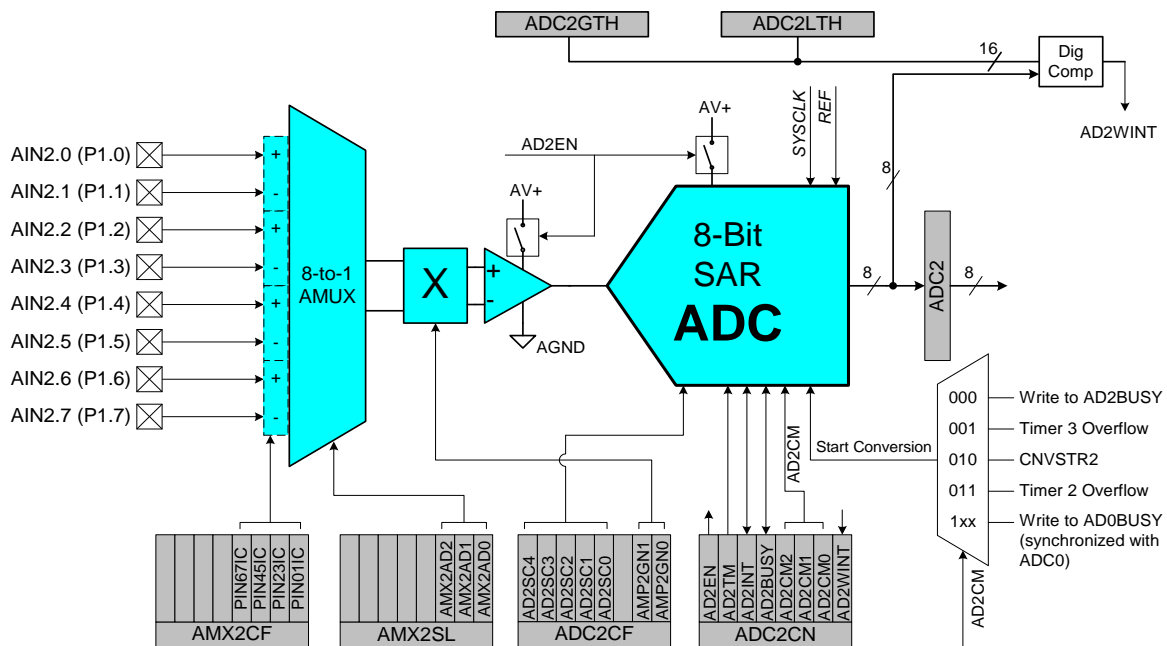 ADC2GTH
ADC2LTH
16
Dig
Comp
AV+
SYSCLK
REF
AD2WINT
AD2EN
AIN2.0 (P1.0)
+
AIN2.1 (P1.1)
-
AV+
8
AIN2.2 (P1.2)
+
AIN2.3 (P1.3)
-
8-to-1
AMUX
X
+
-
8-Bit
SAR
ADC
8
ADC2
8
AIN2.4 (P1.4)
+
AIN2.5 (P1.5)
-
AGND
AIN2.6 (P1.6)
+
AIN2.7 (P1.7)
-
000
Write to AD2BUSY
001
Timer 3 Overflow
Start Conversion
010
CNVSTR2
011
Timer 2 Overflow
1xx
Write to AD0BUSY
(synchronized with
ADC0)
AD2CM
AD2CM
PIN67IC
PIN45IC
PIN23IC
PIN01IC
AMX2CF
AMX2AD2
AMX2AD1
AMX2AD0
AMX2SL
AD2SC4
AD2SC3
AD2SC2
AD2SC1
AD2SC0
AMP2GN1
AMP2GN0
ADC2CF
AD2EN
AD2TM
AD2INT
AD2BUSY
AD2CM2
AD2CM1
AD2CM0
AD2WINT
ADC2CN